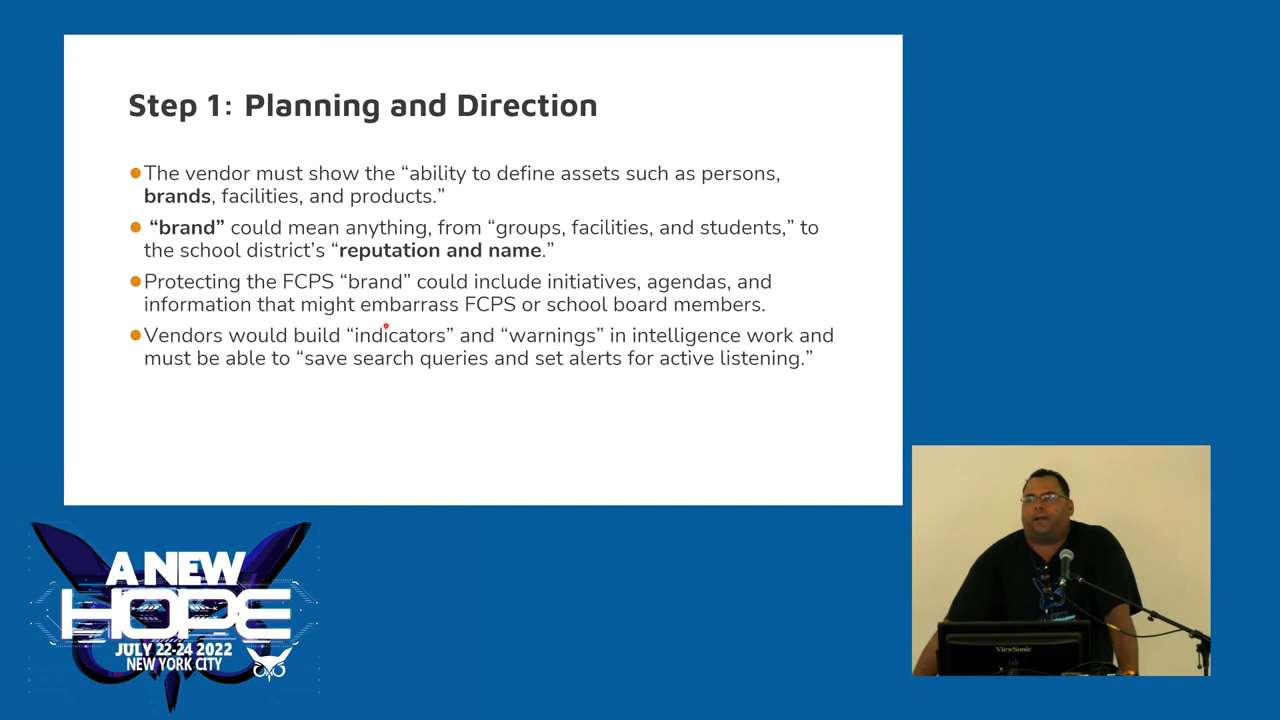 Step 1: Planning and Direction
●The vendor must show the “ability to define assets such as persons,
brands, facilities, and products.”
● “brand” could mean anything, from “groups, facilities, and students,” to
the school district’s “reputation and name.”
●Protecting the FCPS “brand” could include initiatives, agendas, and
information that might embarrass FCPS or school board members.
●Vendors would build “indicators” and “warnings” in intelligence work and
must be able to “save search queries and set alerts for active listening.”
A NEW
HOPE
JULY 22-24 2022
NEW YORK CITY
ViewSonic